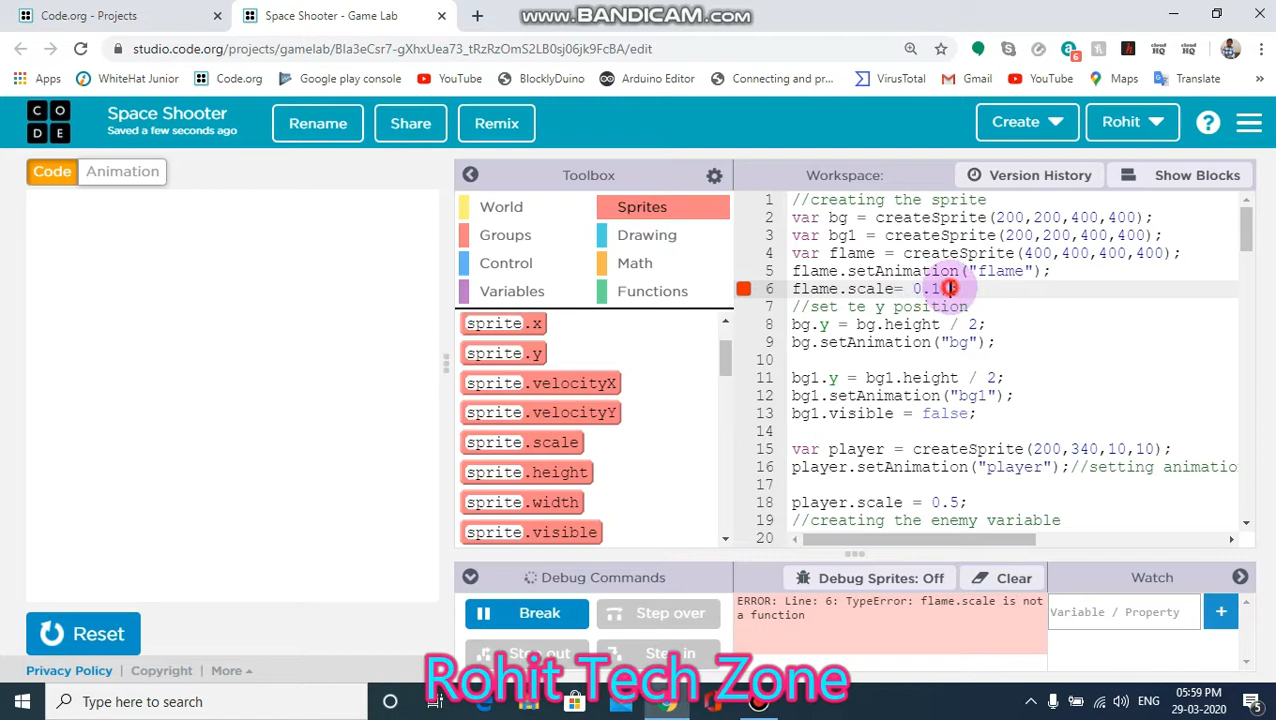 Code.org - Projects
Space Shooter - Game Lab
www.BANDICAM.com
studio.code.org/projects/gamelab/BIa3eCsr7-gXhxUea73_tRzRzOmS2LB0sj06jk9FcBA/edit
6
cloud HQ
cloud HQ
Apps
WhiteHat Junior
Code.org
Google play console
YouTube
BlocklyDuino
Arduino Editor
Connecting and pr...
VirusTotal
Gmail
YouTube
Maps
Translate
CO
DE
Space Shooter
Saved a few seconds ago
Rename
Share
Remix
Create
Rohit
Code
Animation
Toolbox
Workspace:
Version History
Show Blocks
World
Sprites
Groups
Drawing
Control
Math
Variables
Functions
sprite.x
sprite.y
sprite.velocityX
sprite.velocityY
sprite.scale
sprite.height
sprite.width
sprite.visible
1 //creating the sprite
2 var bg = createSprite(200,200,400,400);
3 var bg1 = createSprite(200,200,400,400);
4 var flame = createSprite(400,400,400,400);
5 flame.setAnimation("flame");
6 flame.scale= 0.1
7 //set te y position
8 bg.y = bg.height / 2;
9 bg.setAnimation("bg");
10
11 bg1.y = bg1.height / 2;
12 bg1.setAnimation("bg1");
13 bg1.visible = false;
14
15 var player = createSprite(200,340,10,10);
16 player.setAnimation("player");//setting animatio
17
18 player.scale = 0.5;
19 //creating the enemy variable
20
Debug Commands
Debug Sprites: Off
Clear
Watch
Break
Step over
Step out
Step in
ERROR: Line: 6: TypeError: flame.scale is not
a function
Variable / Property
Reset
Privacy Policy
Copyright
More
Rohit Tech Zone
Type here to search
ENG
05:59 PM
29-03-2020
5